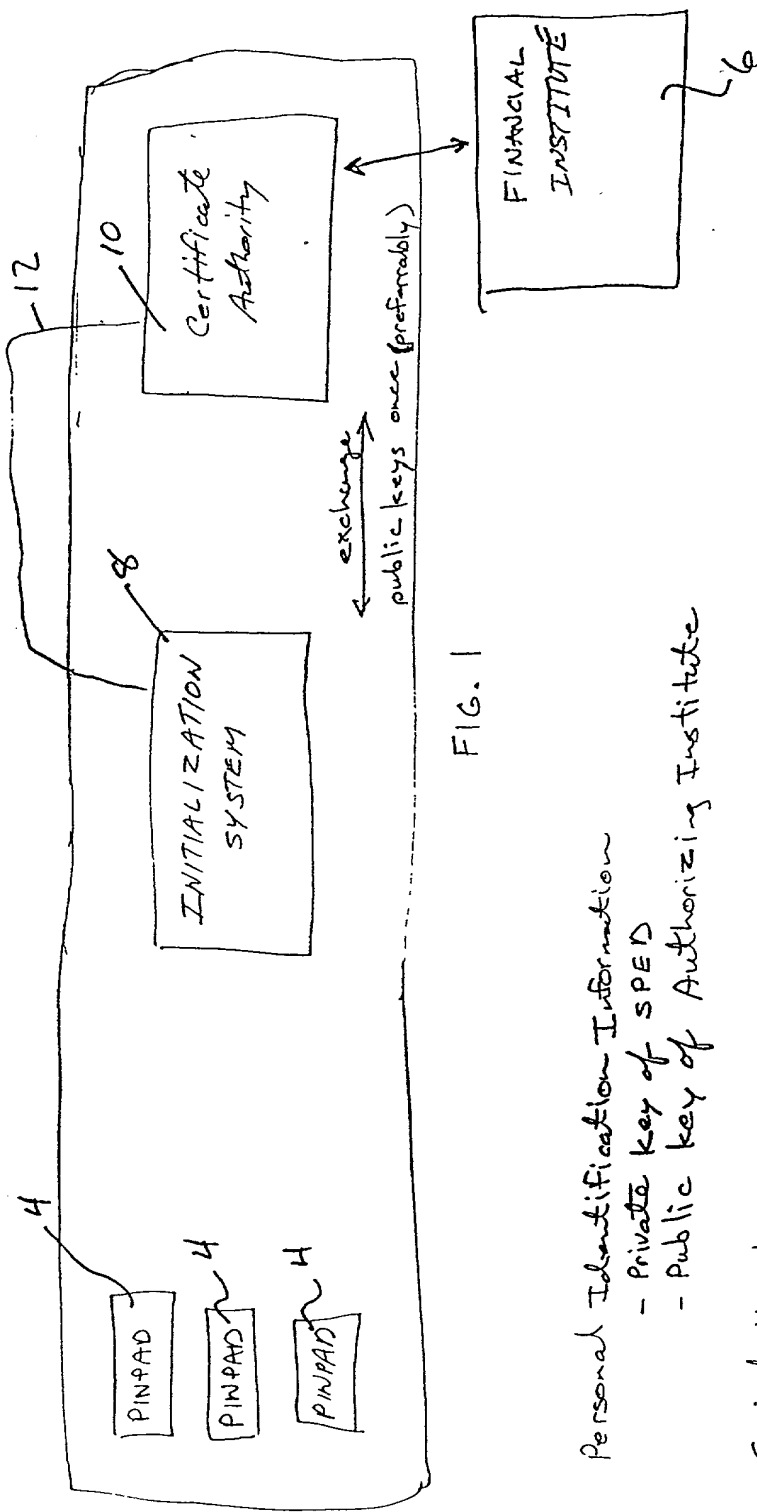 12
4
PINPAD
4
PINPAD
4
PINPAD
8
INITIALIZATION
SYSTEM
10
Certificate
Authority
exchange
public keys once (preferrably)
FINANCIAL
INSTITUTE
6
FIG. 1
Personal Identification Information
- Private key of SPED
- Public key of Authorizing Institute